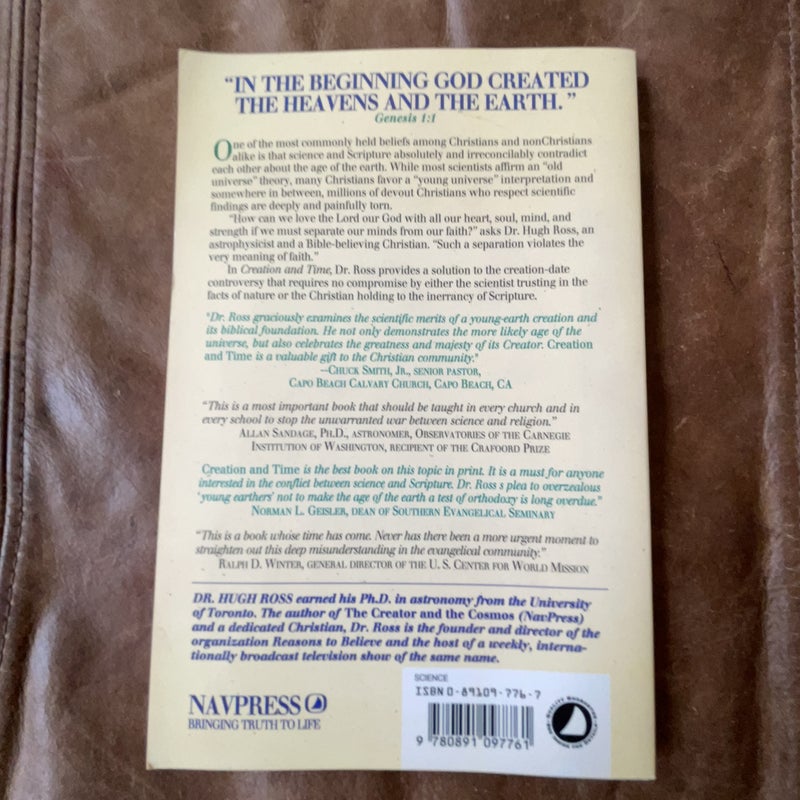 “IN THE BEGINNING GOD CREATED
THE HEAVENS AND THE EARTH.”
Genesis 1:1
One of the most commonly held beliefs among Christians and nonChristians
alike is that science and Scripture absolutely and irreconcilably contradict
each other about the age of the earth. While most scientists affirm an “old
universe” theory, many Christians favor a “young universe” interpretation and
somewhere in between, millions of devout Christians who respect scientific
findings are deeply and painfully torn.
“How can we love the Lord our God with all our heart, soul, mind, and
strength if we must separate our minds from our faith?” asks Dr. Hugh Ross, an
astrophysicist and a Bible-believing Christian. “Such a separation violates the
very meaning of faith.”
In Creation and Time, Dr. Ross provides a solution to the creation-date
controversy that requires no compromise by either the scientist trusting in the
facts of nature or the Christian holding to the inerrancy of Scripture.
"Dr. Ross graciously examines the scientific merits of a young-earth creation and
its biblical foundation. He not only demonstrates the more likely age of the
universe, but also celebrates the greatness and majesty of its Creator. Creation
and Time is a valuable gift to the Christian community."
—CHUCK SMITH, JR., SENIOR PASTOR,
CAPO BEACH CALVARY CHURCH, CAPO BEACH, CA
“This is a most important book that should be taught in every church and in
every school to stop the unwarranted war between science and religion.”
ALLAN SANDAGE, PH.D., ASTRONOMER, OBSERVATORIES OF THE CARNEGIE
INSTITUTION OF WASHINGTON, RECIPIENT OF THE CRAFOORD PRIZE
Creation and Time is the best book on this topic in print. It is a must for anyone
interested in the conflict between science and Scripture. Dr. Ross s plea to overzealous
‘young earthers’ not to make the age of the earth a test of orthodoxy is long overdue.”
NORMAN L. GEISLER, DEAN OF SOUTHERN EVANGELICAL SEMINARY
“This is a book whose time has come. Never has there been a more urgent moment to
straighten out this deep misunderstanding in the evangelical community.”
RALPH D. WINTER, GENERAL DIRECTOR OF THE U. S. CENTER FOR WORLD MISSION
DR. HUGH ROSS earned his Ph.D. in astronomy from the University
of Toronto. The author of The Creator and the Cosmos (NavPress)
and a dedicated Christian, Dr. Ross is the founder and director of the
organization Reasons to Believe and the host of a weekly, interna-
tionally broadcast television show of the same name.
NAVPRESS
BRINGING TRUTH TO LIFE
SCIENCE
ISBN 0-89109-776-7
9 780891 097761